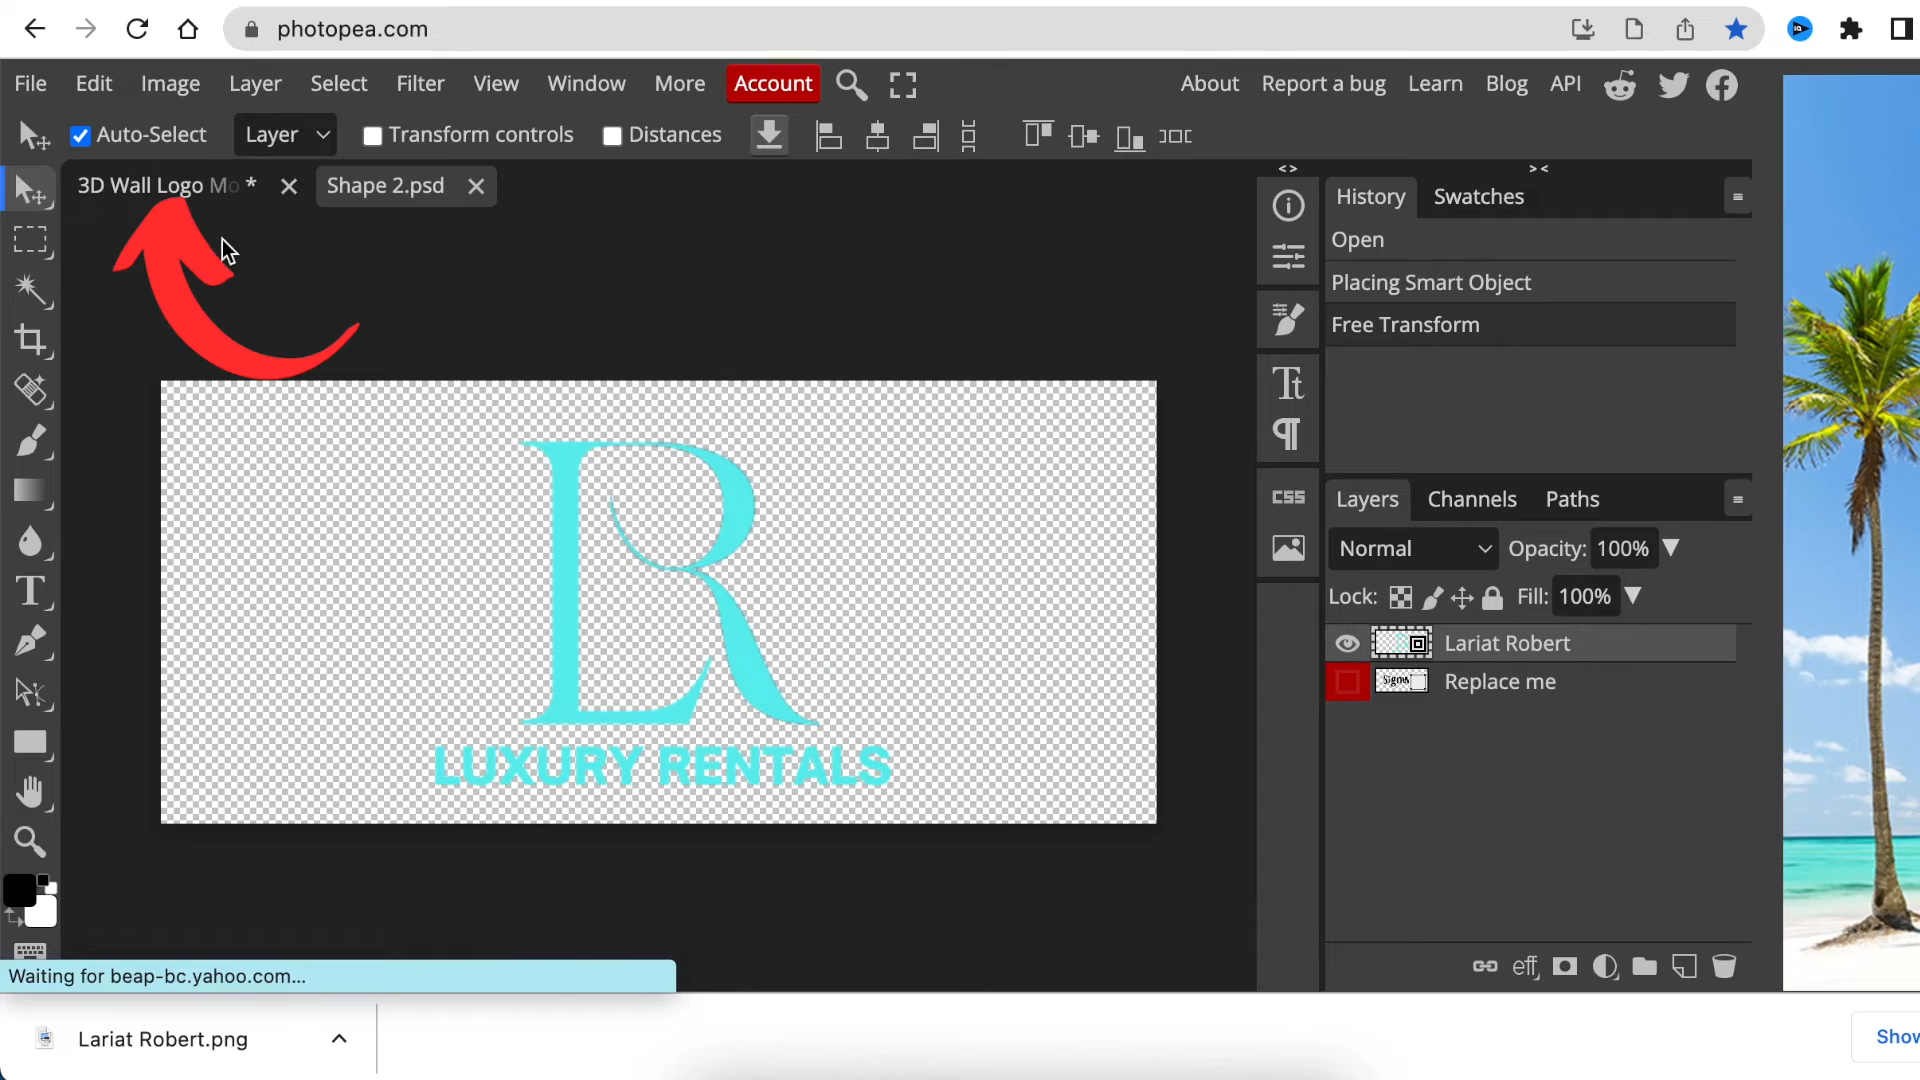 photopea.com
File Edit Image Layer Select Filter View Window More Account About Report a bug Learn Blog API
Auto-Select Layer Transform controls Distances
3D Wall Logo Mo * Shape 2.psd
History Swatches
Open
Placing Smart Object
Free Transform
Tt
CSS
Layers Channels Paths
Normal Opacity: 100%
Lock: Fill: 100%
Lariat Robert
Replace me
LR
LUXURY RENTALS
eff
Waiting for beap-bc.yahoo.com...
Lariat Robert.png
Show